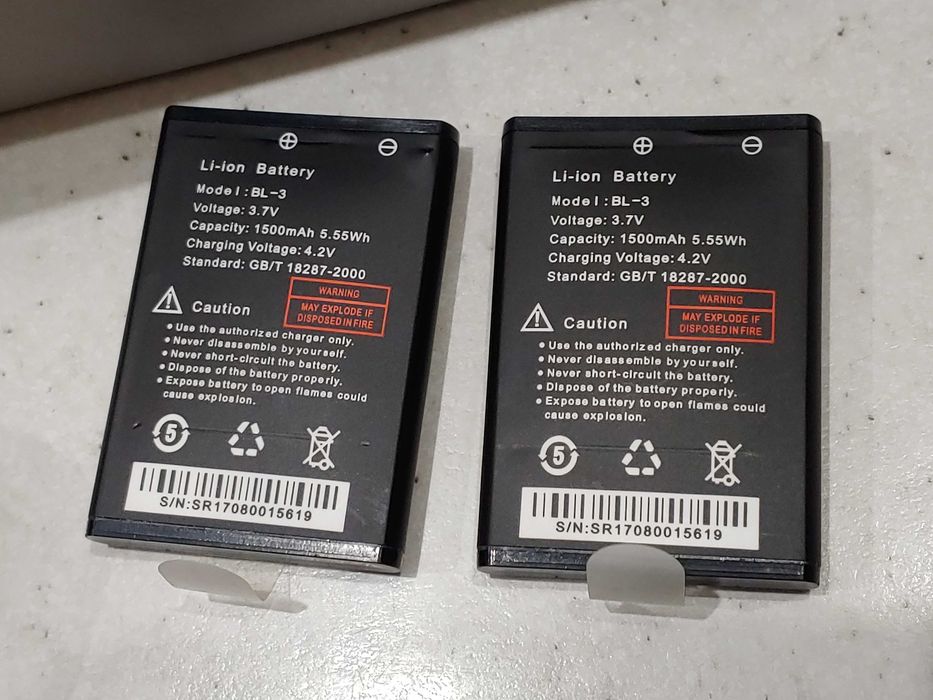 Li-ion Battery
Model: BL-3
Voltage: 3.7V
Capacity: 1500mAh 5.55Wh
Charging Voltage: 4.2V
Standard: GB/T 18287-2000
WARNING
MAY EXPLODE IF
DISPOSED IN FIRE
Caution
• Use the authorized charger only.
• Never disassemble by yourself.
• Never short-circuit the battery.
• Dispose of the battery properly.
• Expose battery to open flames could
cause explosion.
5
S/N:SR17080015619
Li-ion Battery
Model: BL-3
Voltage: 3.7V
Capacity: 1500mAh 5.55Wh
Charging Voltage: 4.2V
Standard: GB/T 18287-2000
WARNING
MAY EXPLODE IF
DISPOSED IN FIRE
Caution
• Use the authorized charger only.
• Never disassemble by yourself.
• Never short-circuit the battery.
• Dispose of the battery properly.
• Expose battery to open flames could
cause explosion.
5
S/N:SR17080015619